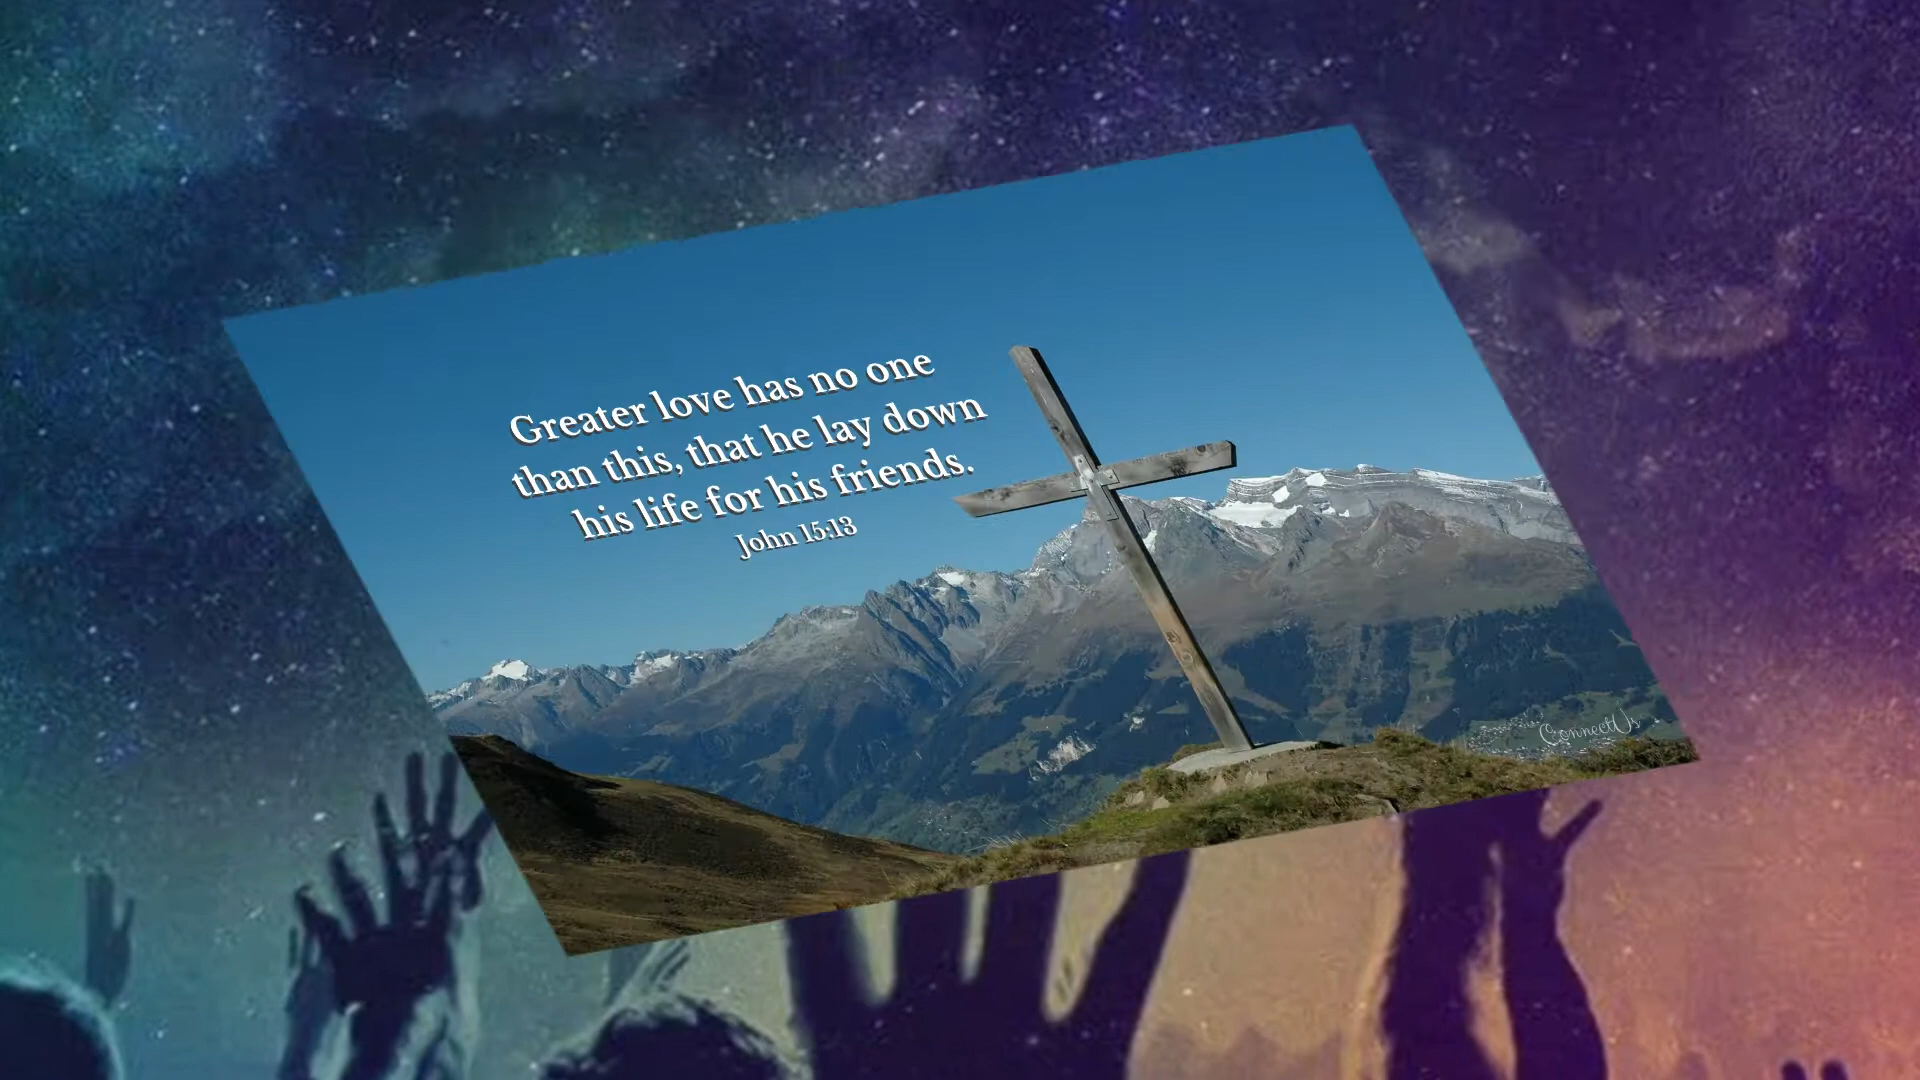 Greater love has no one
than this, that he lay down
his life for his friends.
John 15:13
ConnectUs